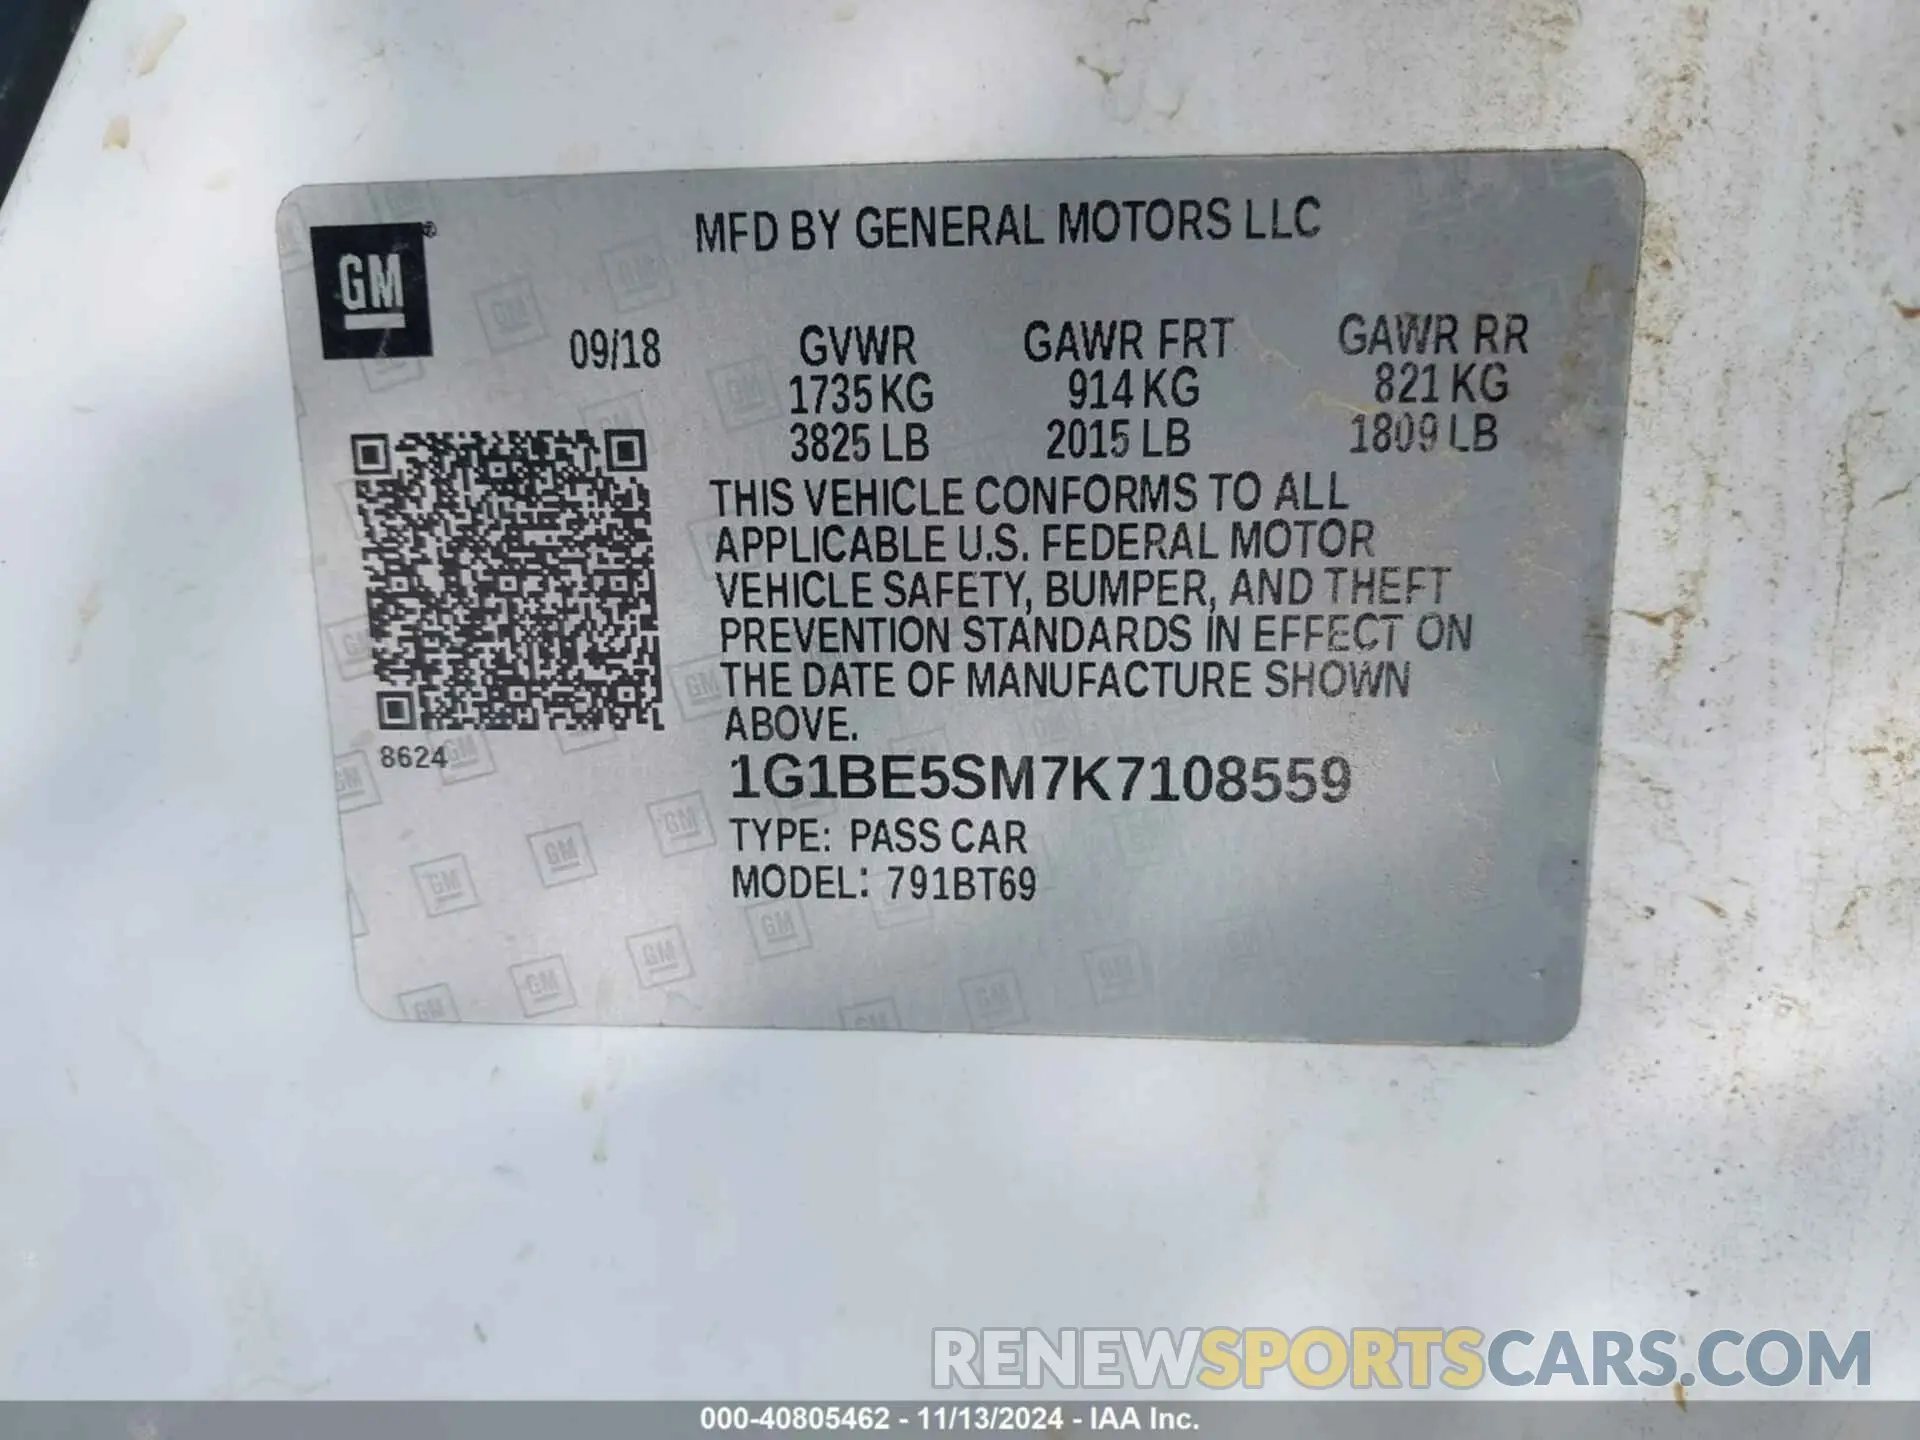 MFD BY GENERAL MOTORS LLC
GM®
09/18 GVWR GAWR FRT GAWR RR
1735 KG 914 KG 821 KG
3825 LB 2015 LB 1809 LB
THIS VEHICLE CONFORMS TO ALL
APPLICABLE U.S. FEDERAL MOTOR
VEHICLE SAFETY, BUMPER, AND THEFT
PREVENTION STANDARDS IN EFFECT ON
THE DATE OF MANUFACTURE SHOWN
ABOVE.
8624
1G1BE5SM7K7108559
TYPE: PASS CAR
MODEL: 791BT69
RENEWSPORTSCARS.COM
000-40805462 - 11/13/2024 - IAA Inc.